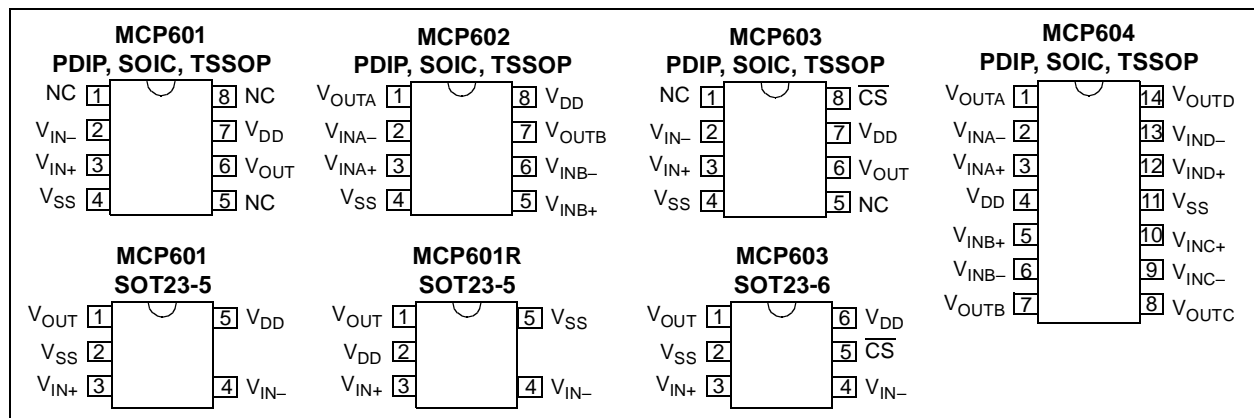 MCP601
PDIP, SOIC, TSSOP
NC 1 8 NC
VIN– 2 7 VDD
VIN+ 3 6 VOUT
VSS 4 5 NC
MCP602
PDIP, SOIC, TSSOP
VOUTA 1 8 VDD
VINA– 2 7 VOUTB
VINA+ 3 6 VINB–
VSS 4 5 VINB+
MCP603
PDIP, SOIC, TSSOP
NC 1 8 C̅S̅
VIN– 2 7 VDD
VIN+ 3 6 VOUT
VSS 4 5 NC
MCP604
PDIP, SOIC, TSSOP
VOUTA 1 14 VOUTD
VINA– 2 13 VIND–
VINA+ 3 12 VIND+
VDD 4 11 VSS
VINB+ 5 10 VINC+
VINB– 6 9 VINC–
VOUTB 7 8 VOUTC
MCP601
SOT23-5
VOUT 1 5 VDD
VSS 2
VIN+ 3 4 VIN–
MCP601R
SOT23-5
VOUT 1 5 VSS
VDD 2
VIN+ 3 4 VIN–
MCP603
SOT23-6
VOUT 1 6 VDD
VSS 2 5 C̅S̅
VIN+ 3 4 VIN–